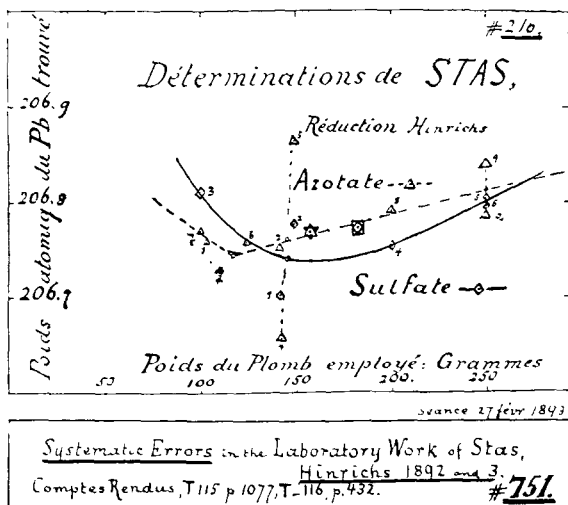 #210.
Déterminations de STAS,
Poids atomiq. du Pb trouvé
206.9
Réduction Hinrichs
Azotate
206.8
Sulfate
206.7
Poids du Plomb employé: Grammes
50 100 150 200. 250
séance 27 févr 1893
Systematic Errors in the Laboratory Work of Stas,
Hinrichs 1892 and 3.
Comptes Rendus, T 115 p 1077, T-116, p. 432.
#751.